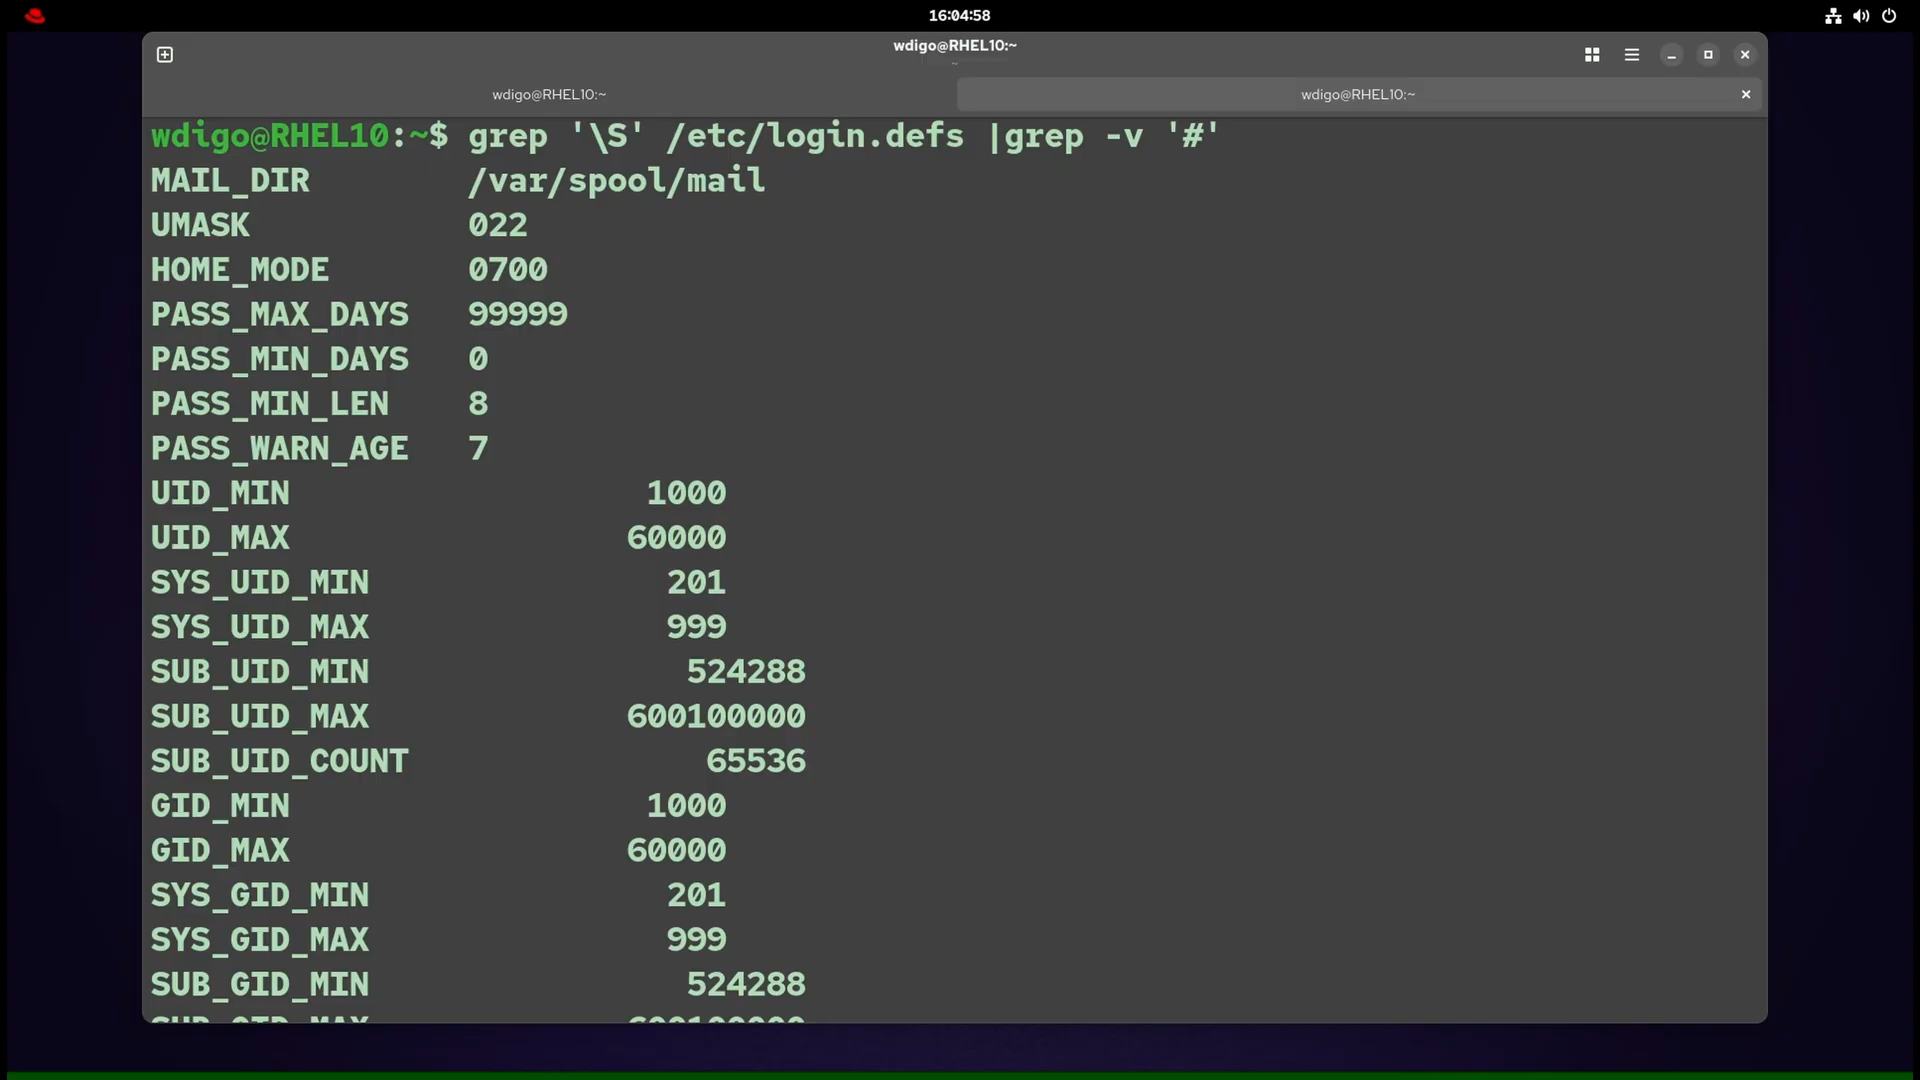 16:04:58
wdigo@RHEL10:~
~
wdigo@RHEL10:~ wdigo@RHEL10:~
wdigo@RHEL10:~$ grep '\S' /etc/login.defs |grep -v '#'
MAIL_DIR /var/spool/mail
UMASK 022
HOME_MODE 0700
PASS_MAX_DAYS 99999
PASS_MIN_DAYS 0
PASS_MIN_LEN 8
PASS_WARN_AGE 7
UID_MIN 1000
UID_MAX 60000
SYS_UID_MIN 201
SYS_UID_MAX 999
SUB_UID_MIN 524288
SUB_UID_MAX 600100000
SUB_UID_COUNT 65536
GID_MIN 1000
GID_MAX 60000
SYS_GID_MIN 201
SYS_GID_MAX 999
SUB_GID_MIN 524288
SUB_GID_MAX 600100000